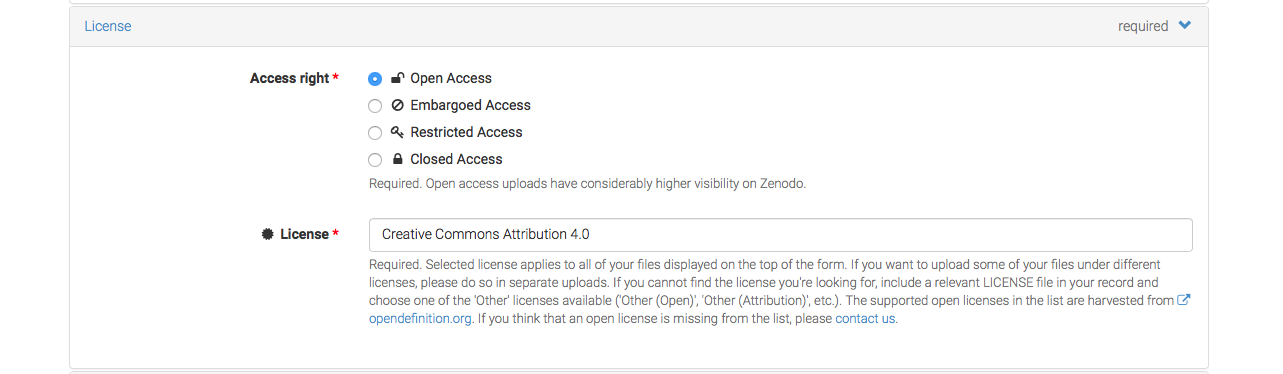 License required
Access right *
Open Access
Embargoed Access
Restricted Access
Closed Access
Required. Open access uploads have considerably higher visibility on Zenodo.
License *
Creative Commons Attribution 4.0
Required. Selected license applies to all of your files displayed on the top of the form. If you want to upload some of your files under different
licenses, please do so in separate uploads. If you cannot find the license you're looking for, include a relevant LICENSE file in your record and
choose one of the 'Other' licenses available ('Other (Open)', 'Other (Attribution)', etc.). The supported open licenses in the list are harvested from
opendefinition.org. If you think that an open license is missing from the list, please contact us.